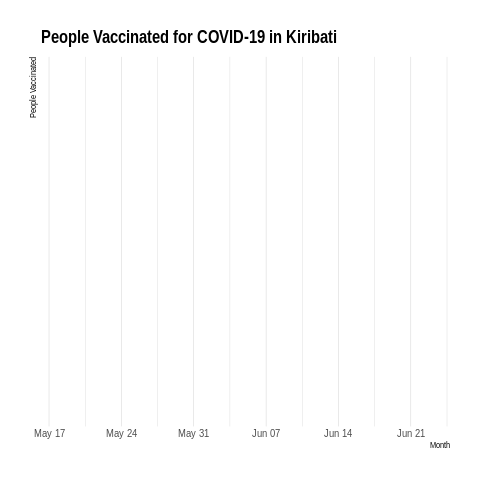 People Vaccinated for COVID-19 in Kiribati
People Vaccinated
May 17 May 24 May 31 Jun 07 Jun 14 Jun 21
Month